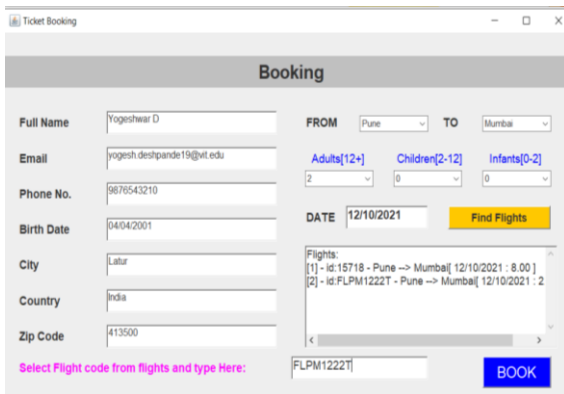 Ticket Booking
Booking
Full Name Yogeshwar D
Email yogesh.deshpande19@vit.edu
Phone No. 9876543210
Birth Date 04/04/2001
City Latur
Country India
Zip Code 413500
FROM Pune TO Mumbai
Adults[12+] Children[2-12] Infants[0-2]
2 0 0
DATE 12/10/2021 Find Flights
Flights:
[1] - id:15718 - Pune --> Mumbai[ 12/10/2021 : 8.00 ]
[2] - id:FLPM1222T - Pune --> Mumbai[ 12/10/2021 : 2
Select Flight code from flights and type Here: FLPM1222T BOOK